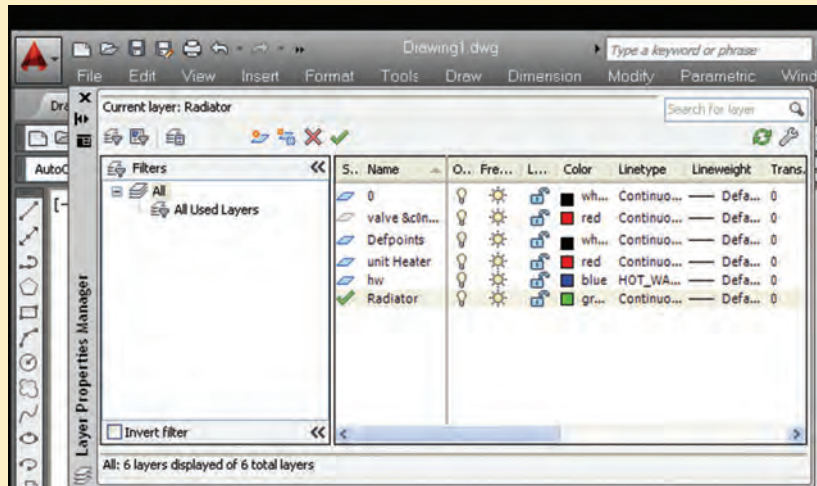 Drawing1.dwg Type a keyword or phrase
File Edit View Insert Format Tools Draw Dimension Modify Parametric Wind
Dra
Current layer: Radiator Search for layer
AutoC
Filters S.. Name O.. Fre... L... Color Linetype Lineweight Trans.
All 0 wh... Continuo... Defa... 0
All Used Layers valve &c0n... red Continuo... Defa... 0
[-
Defpoints wh... Continuo... Defa... 0
unit Heater red Continuo... Defa... 0
hw blue HOT_WA... Defa... 0
Radiator gr... Continuo... Defa... 0
Layer Properties Manager
Invert filter
All: 6 layers displayed of 6 total layers